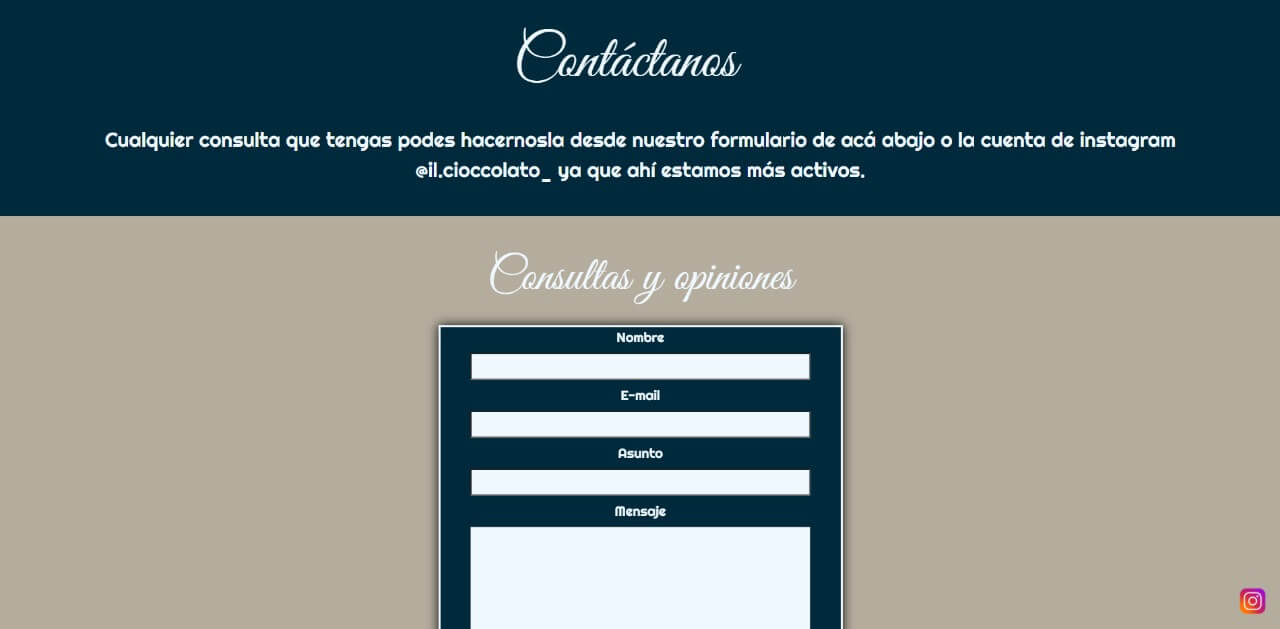 Contáctanos
Cualquier consulta que tengas podes hacernosla desde nuestro formulario de acá abajo o la cuenta de instagram
@il.cioccolato_ ya que ahí estamos más activos.
Consultas y opiniones
Nombre
E-mail
Asunto
Mensaje